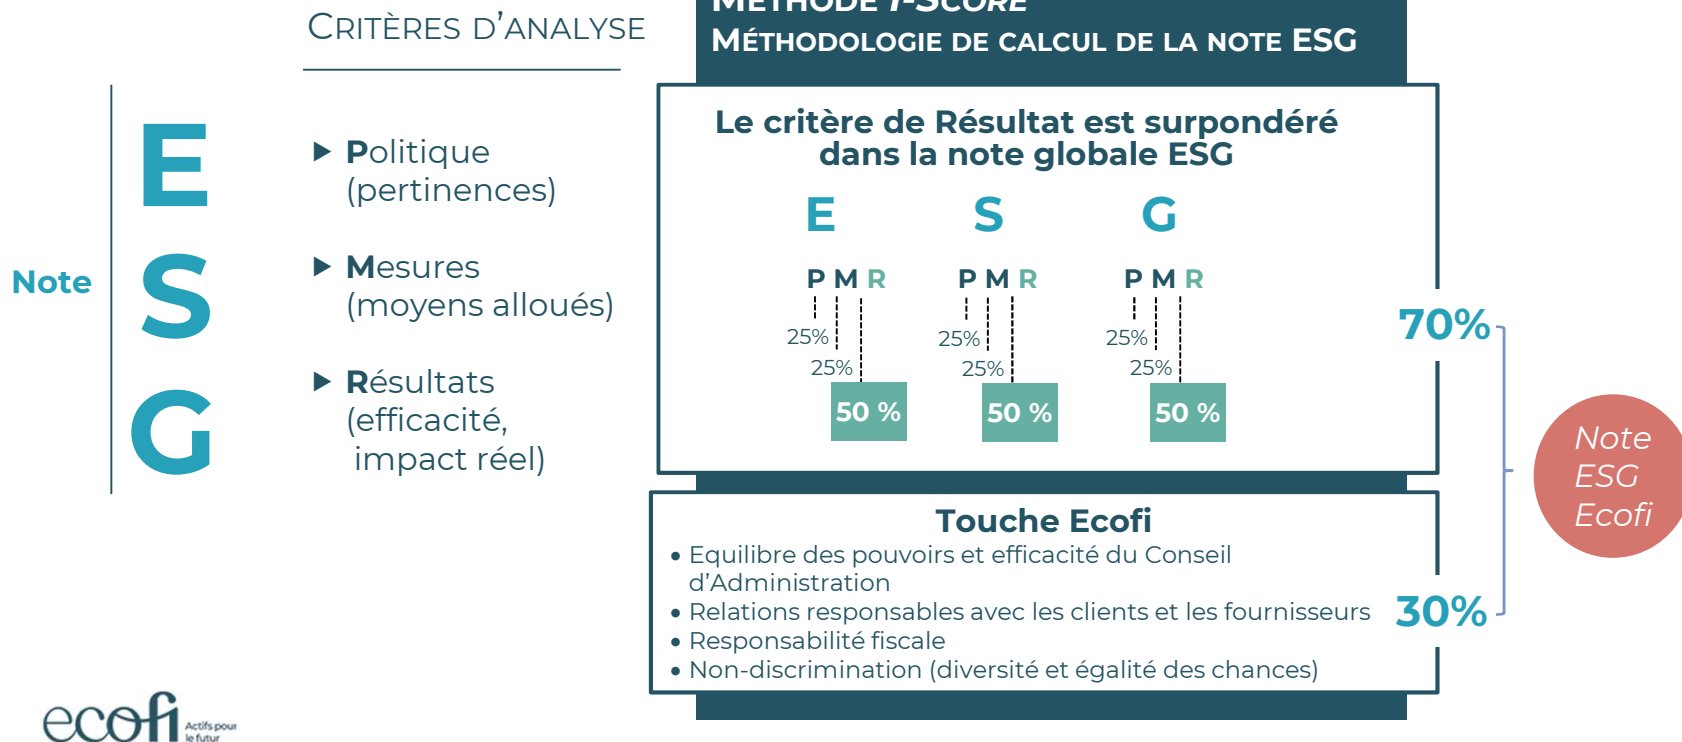 CRITÈRES D’ANALYSE
Note
E
S
G
Politique
(pertinences)
Mesures
(moyens alloués)
Résultats
(efficacité,
impact réel)
MÉTHODE I-SCORE
MÉTHODOLOGIE DE CALCUL DE LA NOTE ESG
Le critère de Résultat est surpondéré
dans la note globale ESG
E S G
P M R P M R P M R
25% 25% 25%
25% 25% 25%
50 % 50 % 50 %
70%
Touche Ecofi
• Equilibre des pouvoirs et efficacité du Conseil
d’Administration
• Relations responsables avec les clients et les fournisseurs
• Responsabilité fiscale
• Non-discrimination (diversité et égalité des chances)
30%
Note
ESG
Ecofi
ecofi
Actifs pour
le futur